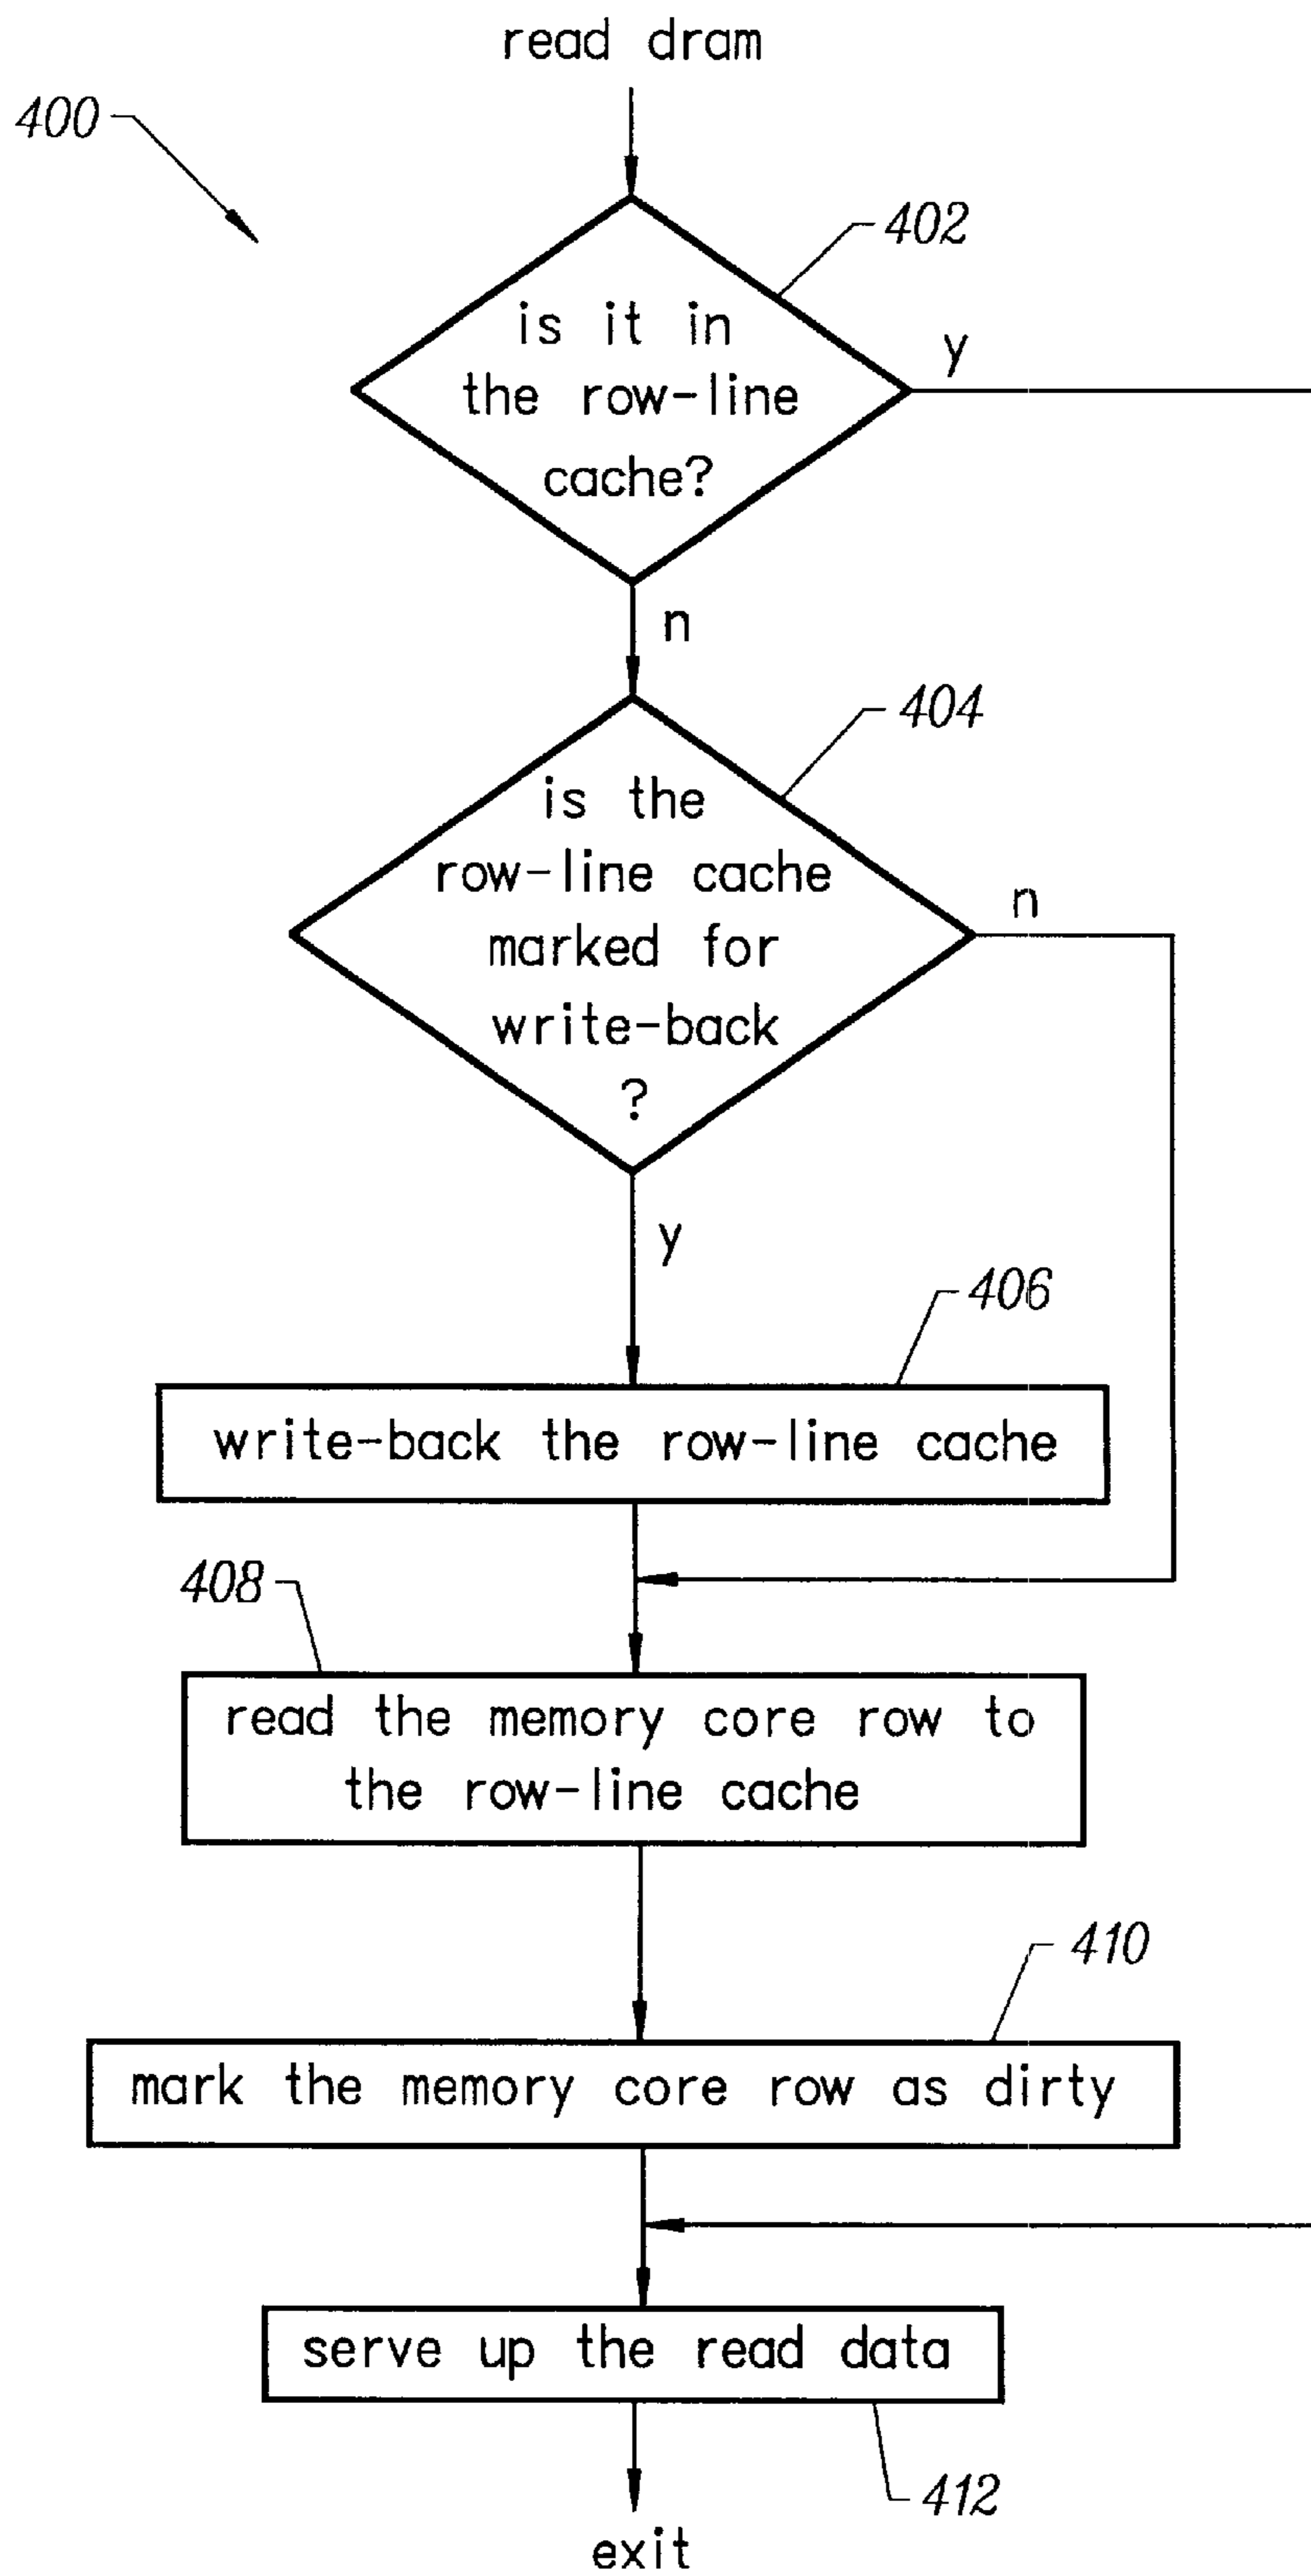 read dram
400
402
is it in
the row-line
cache?
y
n
404
is the
row-line cache
marked for
write-back
?
n
y
406
write-back the row-line cache
408
read the memory core row to
the row-line cache
410
mark the memory core row as dirty
serve up the read data
412
exit